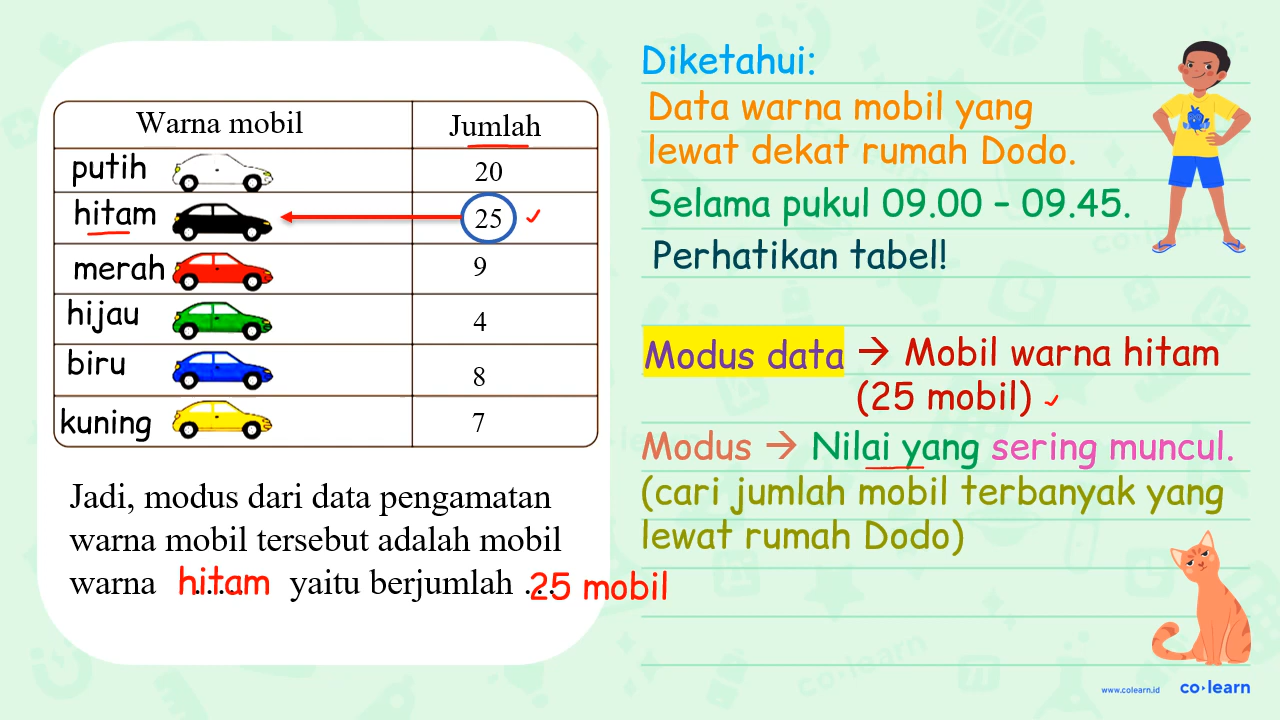 Warna mobil Jumlah
putih 20
hitam 25
merah 9
hijau 4
biru 8
kuning 7
Jadi, modus dari data pengamatan
warna mobil tersebut adalah mobil
warna hitam yaitu berjumlah ... 25 mobil
Diketahui:
Data warna mobil yang
lewat dekat rumah Dodo.
Selama pukul 09.00 – 09.45.
Perhatikan tabel!
Modus data → Mobil warna hitam
(25 mobil)
Modus → Nilai yang sering muncul.
(cari jumlah mobil terbanyak yang
lewat rumah Dodo)
www.colearn.id co·learn